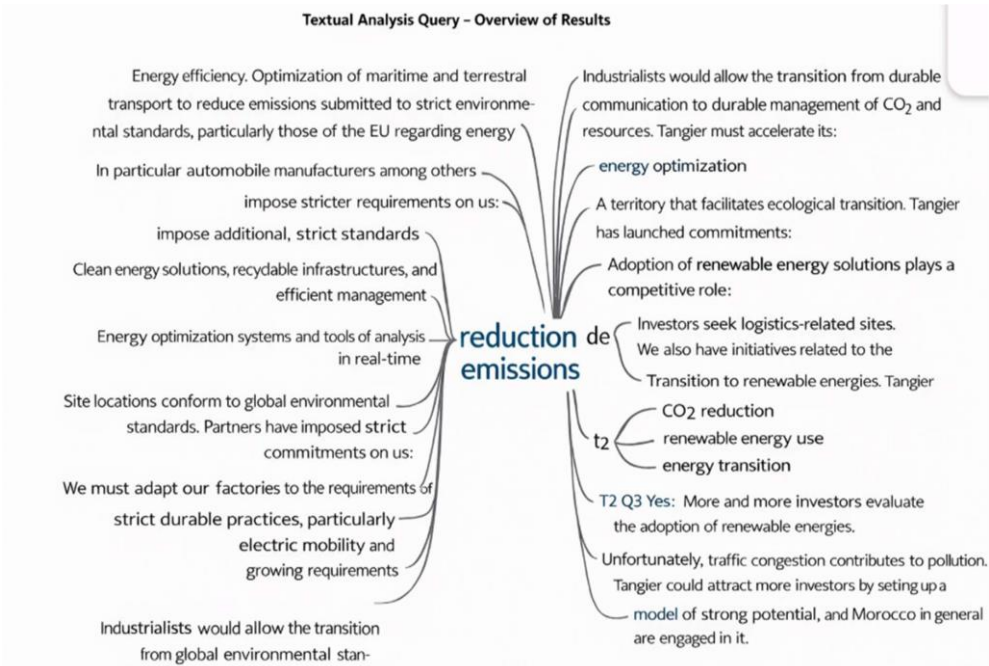 Textual Analysis Query – Overview of Results
Energy efficiency. Optimization of maritime and terrestral
transport to reduce emissions submitted to strict environme-
ntal standards, particularly those of the EU regarding energy
In particular automobile manufacturers among others
impose stricter requirements on us:
impose additional, strict standards
Clean energy solutions, recydable infrastructures, and
efficient management
Energy optimization systems and tools of analysis
in real-time
Site locations conform to global environmental
standards. Partners have imposed strict
commitments on us:
We must adapt our factories to the requirements of
strict durable practices, particularly
electric mobility and
growing requirements
Industrialists would allow the transition
from global environmental stan-
reduction de
emissions
Industrialists would allow the transition from durable
communication to durable management of CO₂ and
resources. Tangier must accelerate its:
energy optimization
A territory that facilitates ecological transition. Tangier
has launched commitments:
Adoption of renewable energy solutions plays a
competitive role:
Investors seek logistics-related sites.
We also have initiatives related to the
Transition to renewable energies. Tangier
t2
CO2 reduction
renewable energy use
energy transition
T2 Q3 Yes: More and more investors evaluate
the adoption of renewable energies.
Unfortunately, traffic congestion contributes to pollution.
Tangier could attract more investors by seting up a
model of strong potential, and Morocco in general
are engaged in it.